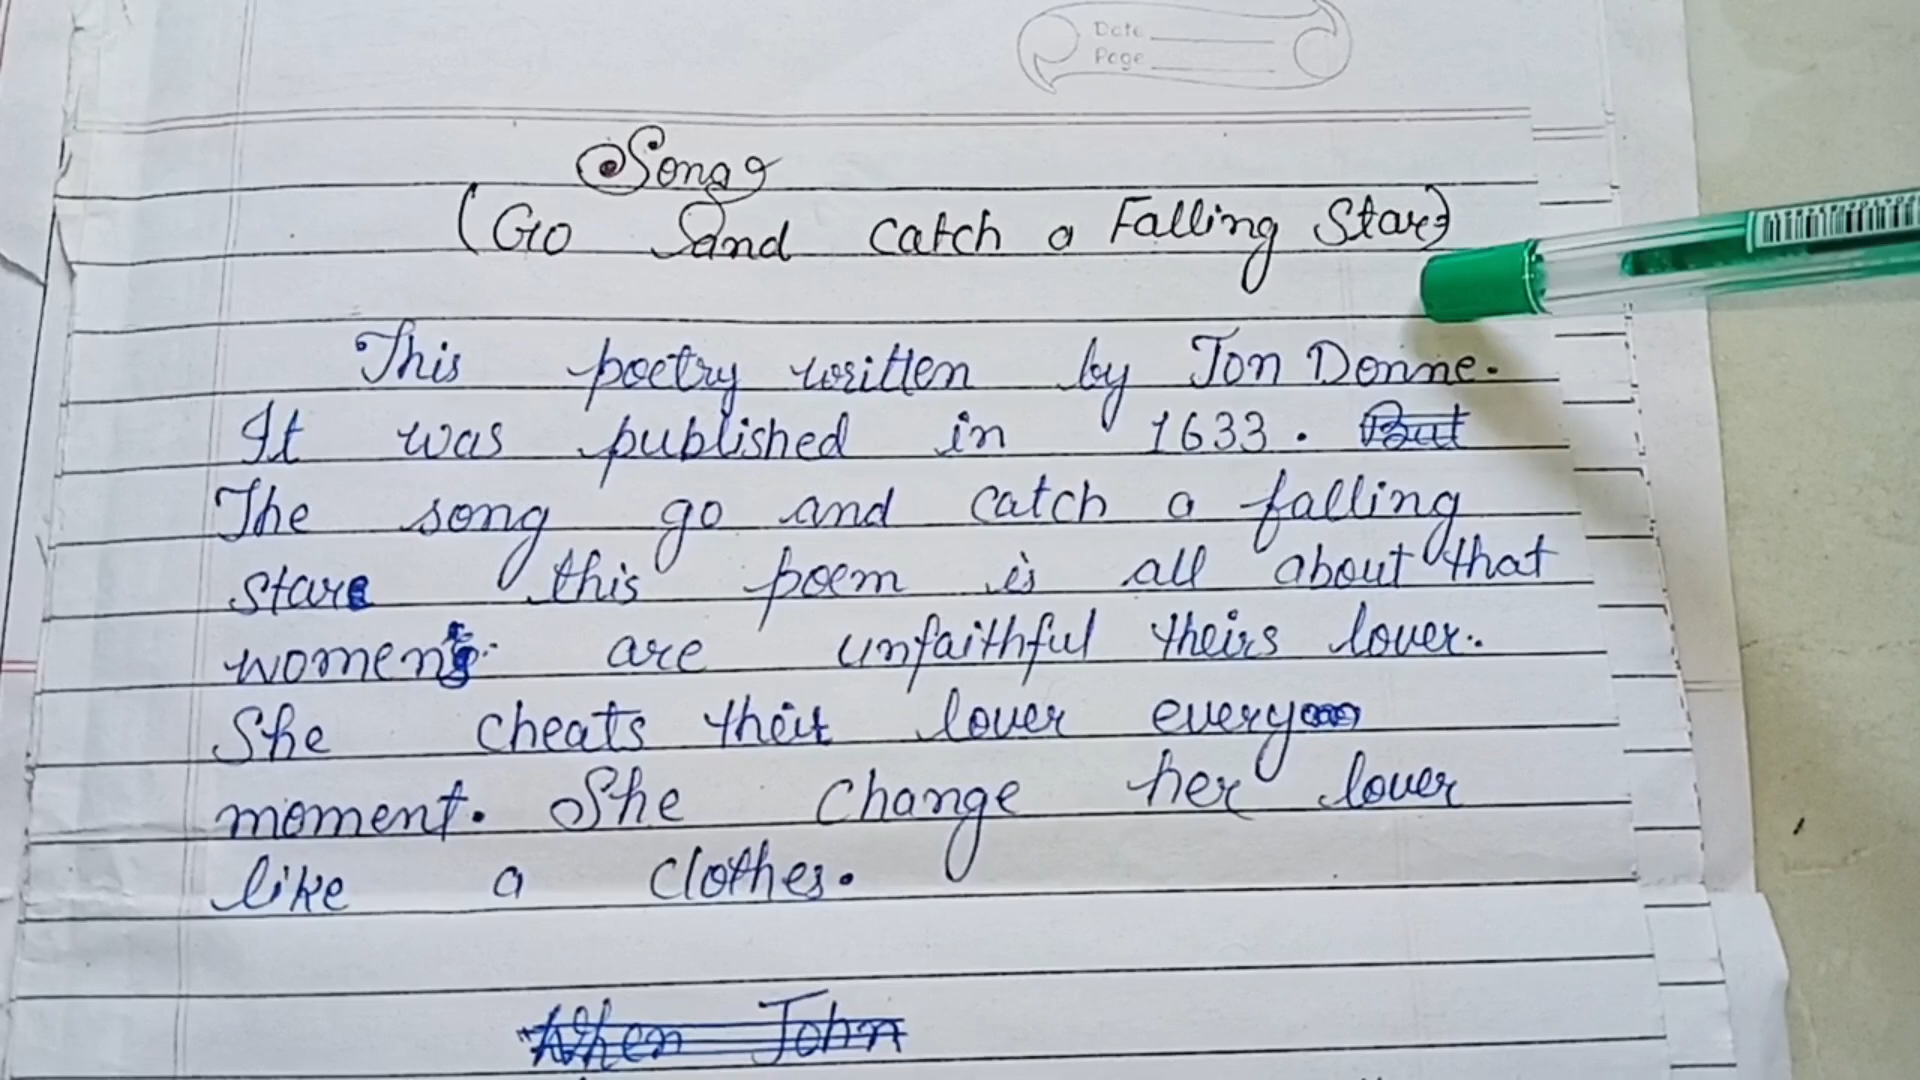 Date
Page
Song
(Go and catch a Falling Star)
This poetry written by Jon Donne.
It was published in 1633. But
The song go and catch a falling
star this poem is all about that
women are unfaithful theirs lover.
She cheats their lover every
moment. She change her lover
like a clothes.
When John